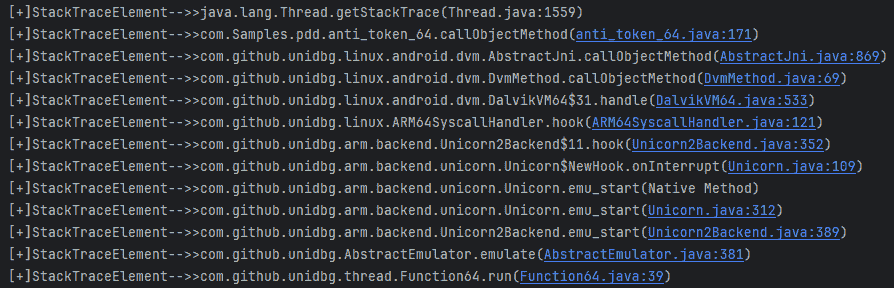 [+]StackTraceElement-->>java.lang.Thread.getStackTrace(Thread.java:1559)
[+]StackTraceElement-->>com.Samples.pdd.anti_token_64.callObjectMethod(anti_token_64.java:171)
[+]StackTraceElement-->>com.github.unidbg.linux.android.dvm.AbstractJni.callObjectMethod(AbstractJni.java:869)
[+]StackTraceElement-->>com.github.unidbg.linux.android.dvm.DvmMethod.callObjectMethod(DvmMethod.java:69)
[+]StackTraceElement-->>com.github.unidbg.linux.android.dvm.DalvikVM64$31.handle(DalvikVM64.java:533)
[+]StackTraceElement-->>com.github.unidbg.linux.ARM64SyscallHandler.hook(ARM64SyscallHandler.java:121)
[+]StackTraceElement-->>com.github.unidbg.arm.backend.Unicorn2Backend$11.hook(Unicorn2Backend.java:352)
[+]StackTraceElement-->>com.github.unidbg.arm.backend.unicorn.Unicorn$NewHook.onInterrupt(Unicorn.java:109)
[+]StackTraceElement-->>com.github.unidbg.arm.backend.unicorn.Unicorn.emu_start(Native Method)
[+]StackTraceElement-->>com.github.unidbg.arm.backend.unicorn.Unicorn.emu_start(Unicorn.java:312)
[+]StackTraceElement-->>com.github.unidbg.arm.backend.Unicorn2Backend.emu_start(Unicorn2Backend.java:389)
[+]StackTraceElement-->>com.github.unidbg.AbstractEmulator.emulate(AbstractEmulator.java:381)
[+]StackTraceElement-->>com.github.unidbg.thread.Function64.run(Function64.java:39)